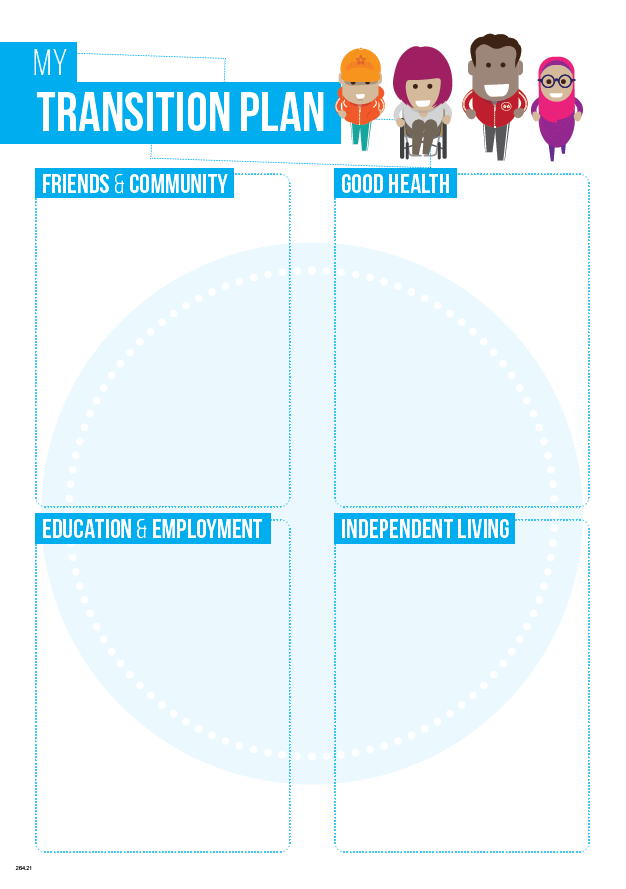 MY
TRANSITION PLAN
FRIENDS & COMMUNITY
GOOD HEALTH
EDUCATION & EMPLOYMENT
INDEPENDENT LIVING
264.21